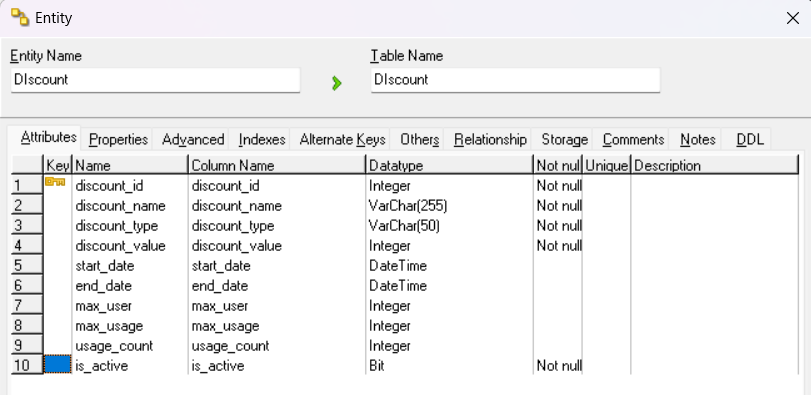 Entity
Entity Name
Table Name
DIscount
DIscount
Attributes Properties Advanced Indexes Alternate Keys Others Relationship Storage Comments Notes DDL
Key Name Column Name Datatype Not nul Unique Description
1 discount_id discount_id Integer Not null
2 discount_name discount_name VarChar(255) Not null
3 discount_type discount_type VarChar(50) Not null
4 discount_value discount_value Integer Not null
5 start_date start_date DateTime
6 end_date end_date DateTime
7 max_user max_user Integer
8 max_usage max_usage Integer
9 usage_count usage_count Integer
10 is_active is_active Bit Not null